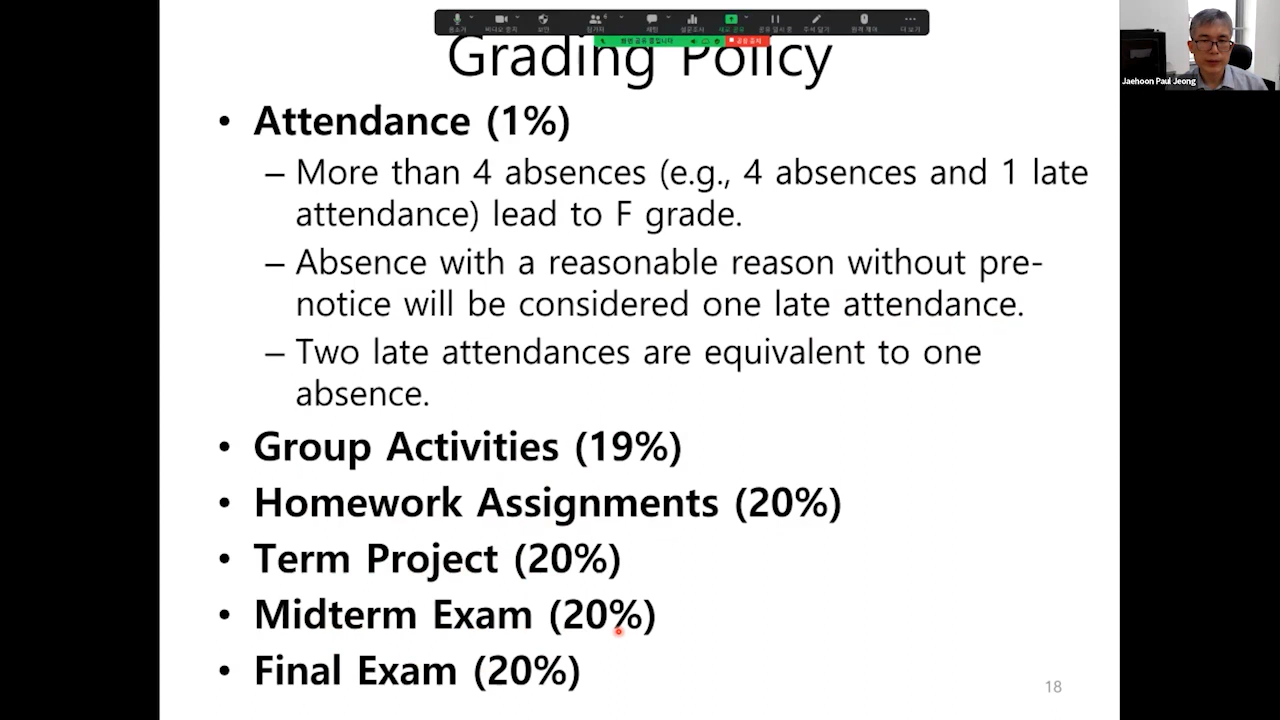 Grading Policy
• Attendance (1%)
– More than 4 absences (e.g., 4 absences and 1 late
attendance) lead to F grade.
– Absence with a reasonable reason without pre-
notice will be considered one late attendance.
– Two late attendances are equivalent to one
absence.
• Group Activities (19%)
• Homework Assignments (20%)
• Term Project (20%)
• Midterm Exam (20%)
• Final Exam (20%)
18
Jaehoon Paul Jeong